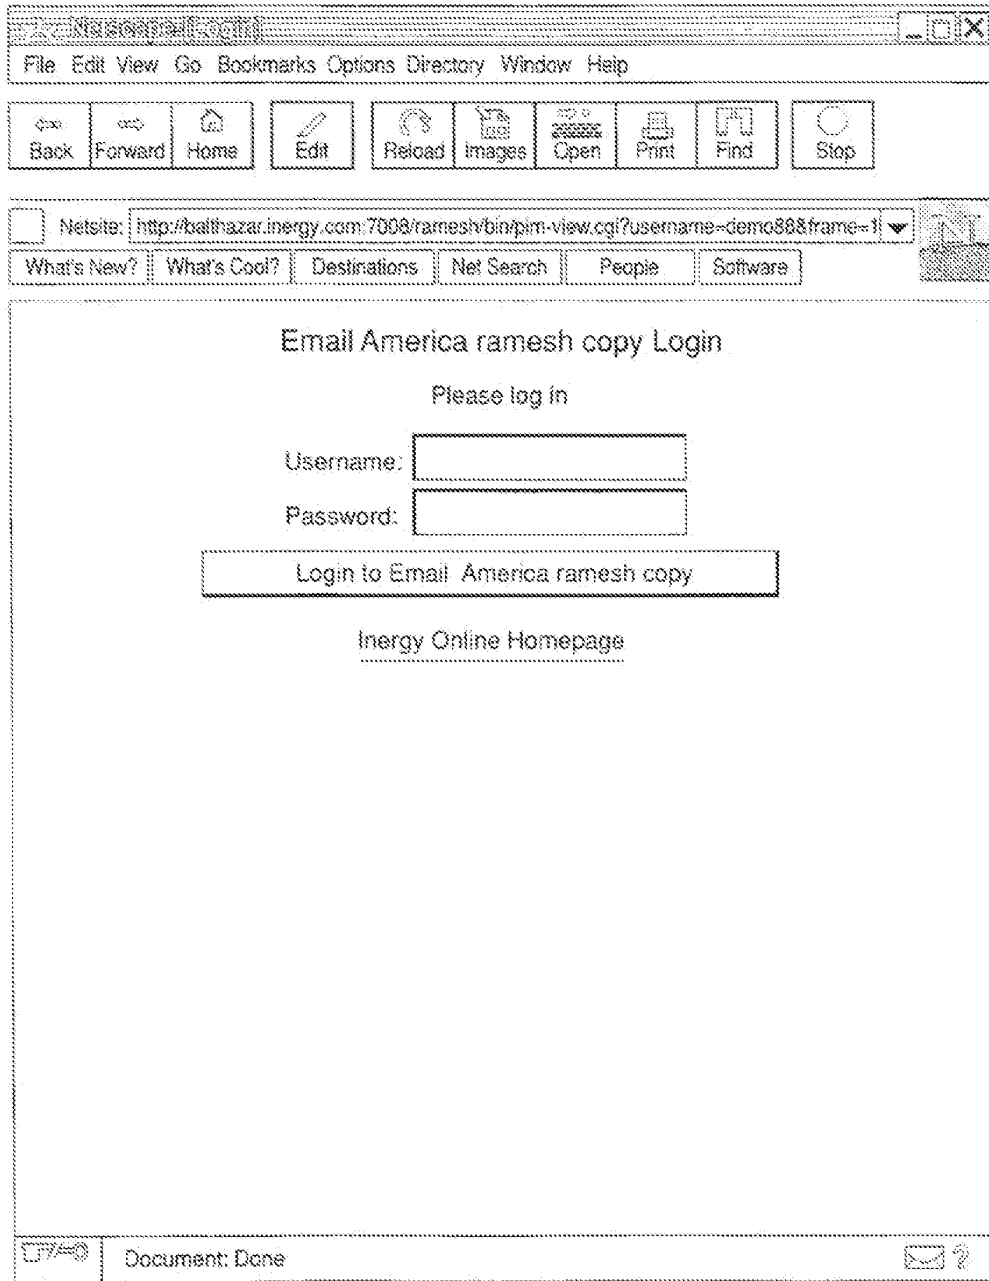 Netscape-[Login]
File Edit View Go Bookmarks Options Directory Window Help
Back Forward Home Edit Reload Images Open Print Find Stop
Netsite: http://balthazar.inergy.com:7008/ramesh/bin/pim-view.cgi?username=demo88&frame=1 N
What's New? What's Cool? Destinations Net Search People Software
Email America ramesh copy Login
Please log in
Username:
Password:
Login to Email America ramesh copy
Inergy Online Homepage
Document: Done